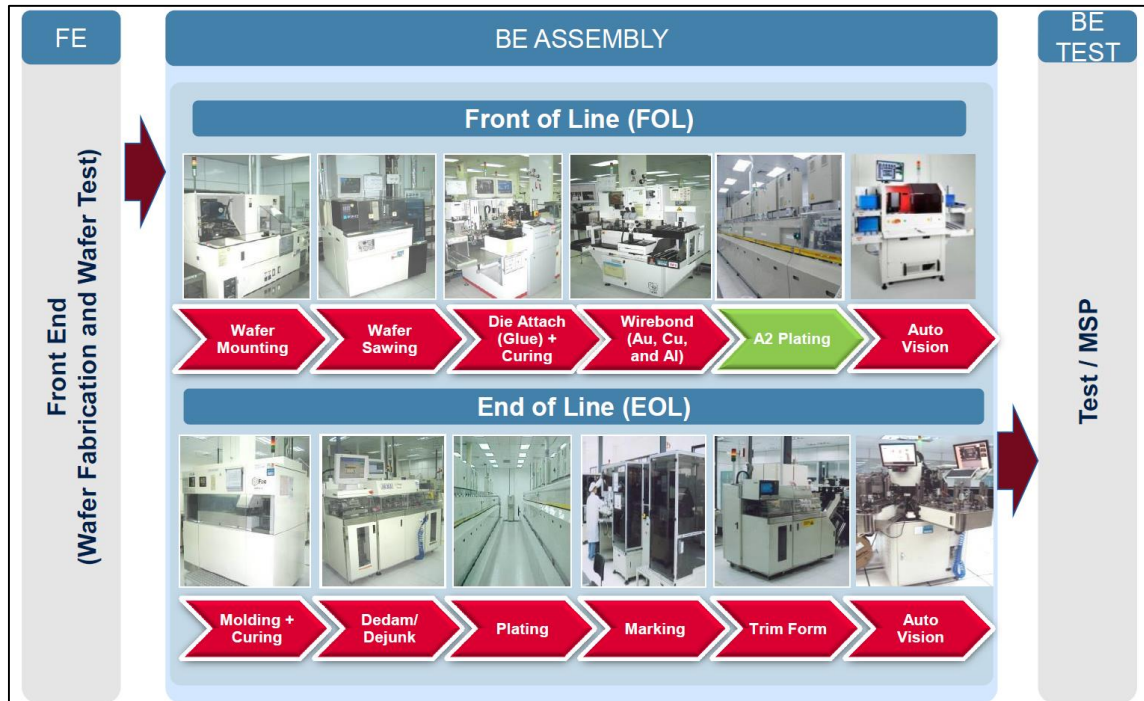 FE
BE ASSEMBLY
BE
TEST
Front End
(Wafer Fabrication and Wafer Test)
Front of Line (FOL)
Wafer
Mounting
Wafer
Sawing
Die Attach
(Glue) +
Curing
Wirebond
(Au, Cu,
and Al)
A2 Plating
Auto
Vision
End of Line (EOL)
Molding +
Curing
Dedam/
Dejunk
Plating
Marking
Trim Form
Auto
Vision
Test / MSP